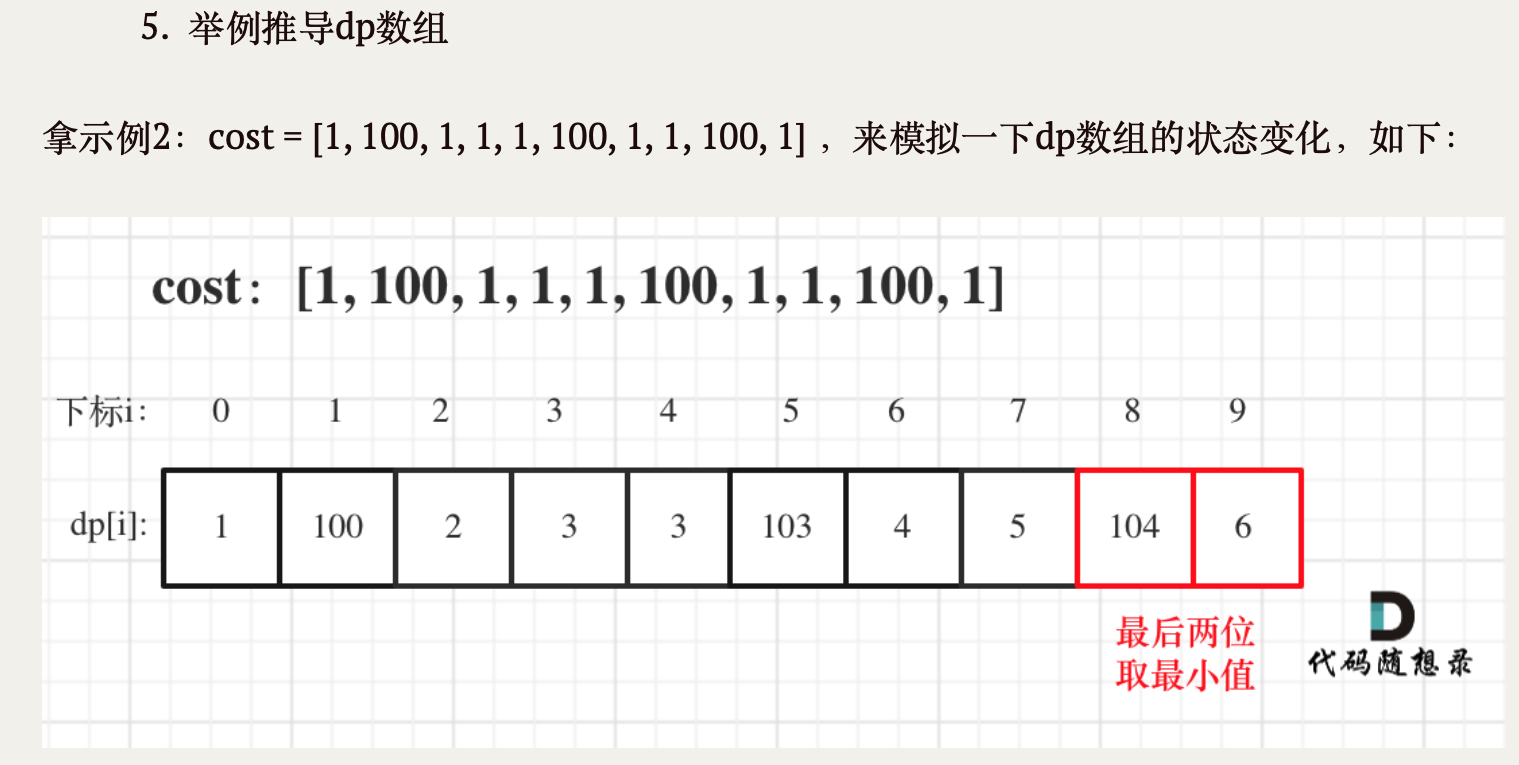 5. 举例推导dp数组
拿示例2：cost = [1, 100, 1, 1, 1, 100, 1, 1, 100, 1] ，来模拟一下dp数组的状态变化，如下：
cost： [1, 100, 1, 1, 1, 100, 1, 1, 100, 1]
下标i: 0 1 2 3 4 5 6 7 8 9
dp[i]: 1 100 2 3 3 103 4 5 104 6
最后两位
取最小值
代码随想录